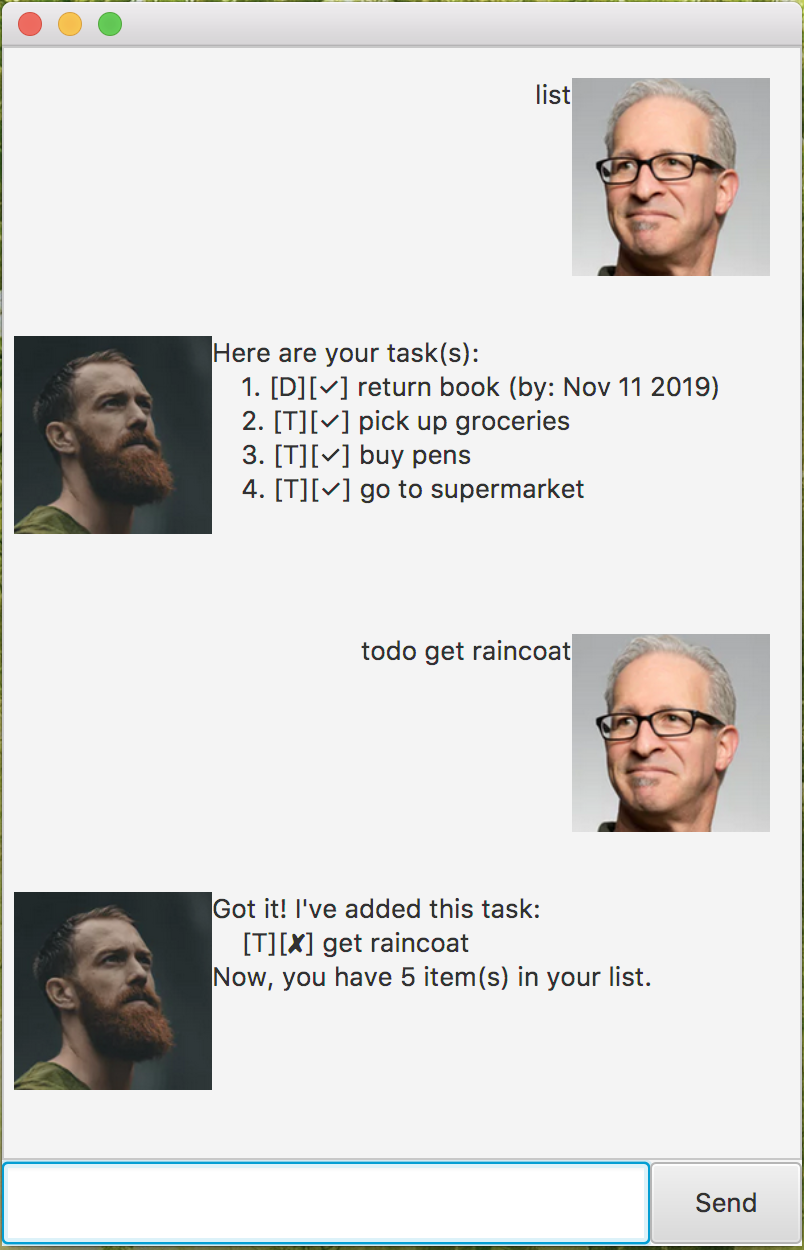 list
Here are your task(s):
1. [D][✓] return book (by: Nov 11 2019)
2. [T][✓] pick up groceries
3. [T][✓] buy pens
4. [T][✓] go to supermarket
todo get raincoat
Got it! I've added this task:
[T][✘] get raincoat
Now, you have 5 item(s) in your list.
Send